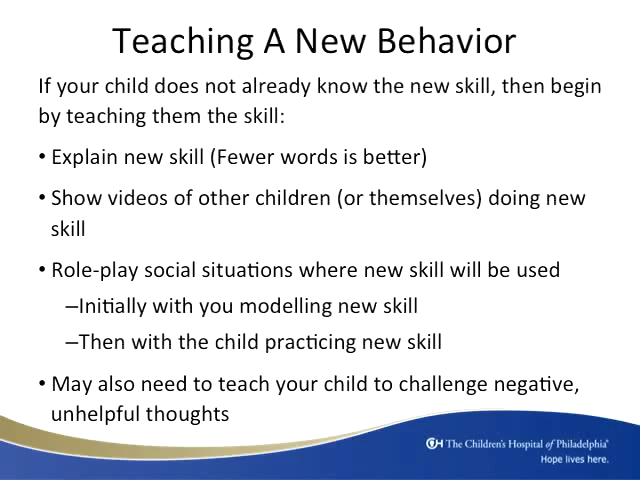 Teaching A New Behavior
If your child does not already know the new skill, then begin
by teaching them the skill:
• Explain new skill (Fewer words is better)
• Show videos of other children (or themselves) doing new
skill
• Role-play social situations where new skill will be used
–Initially with you modelling new skill
–Then with the child practicing new skill
• May also need to teach your child to challenge negative,
unhelpful thoughts
The Children's Hospital of Philadelphia®
Hope lives here.